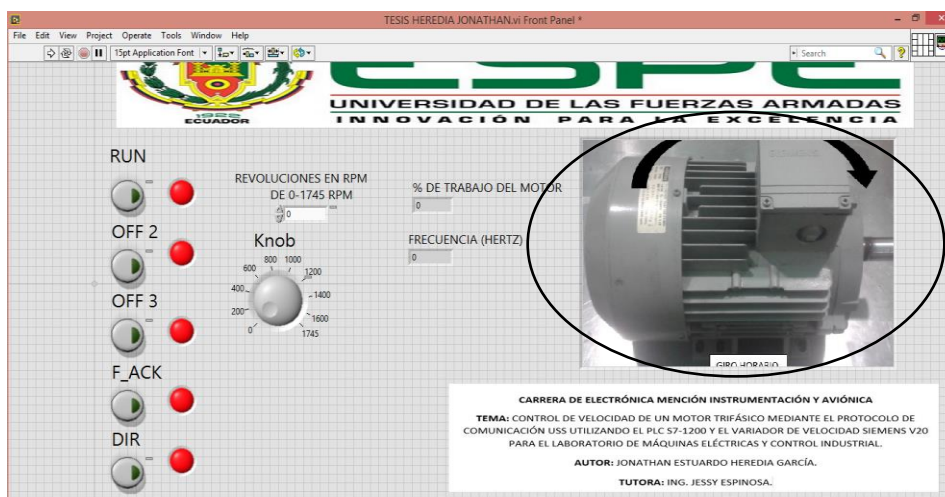 TESIS HEREDIA JONATHAN.vi Front Panel *
File Edit View Project Operate Tools Window Help
15pt Application Font
Search
ESPE
1922
ECUADOR
UNIVERSIDAD DE LAS FUERZAS ARMADAS
INNOVACIÓN PARA LA EXCELENCIA
RUN
REVOLUCIONES EN RPM
DE 0-1745 RPM
0
% DE TRABAJO DEL MOTOR
0
OFF 2
Knob
FRECUENCIA (HERTZ)
0
0
200
400
600
800
1000
1200
1400
1600
1745
OFF 3
F_ACK
DIR
GIRO HORARIO
CARRERA DE ELECTRÓNICA MENCIÓN INSTRUMENTACIÓN Y AVIÓNICA
TEMA: CONTROL DE VELOCIDAD DE UN MOTOR TRIFÁSICO MEDIANTE EL PROTOCOLO DE
COMUNICACIÓN USS UTILIZANDO EL PLC S7-1200 Y EL VARIADOR DE VELOCIDAD SIEMENS V20
PARA EL LABORATORIO DE MÁQUINAS ELÉCTRICAS Y CONTROL INDUSTRIAL.
AUTOR: JONATHAN ESTUARDO HEREDIA GARCÍA.
TUTORA: ING. JESSY ESPINOSA.